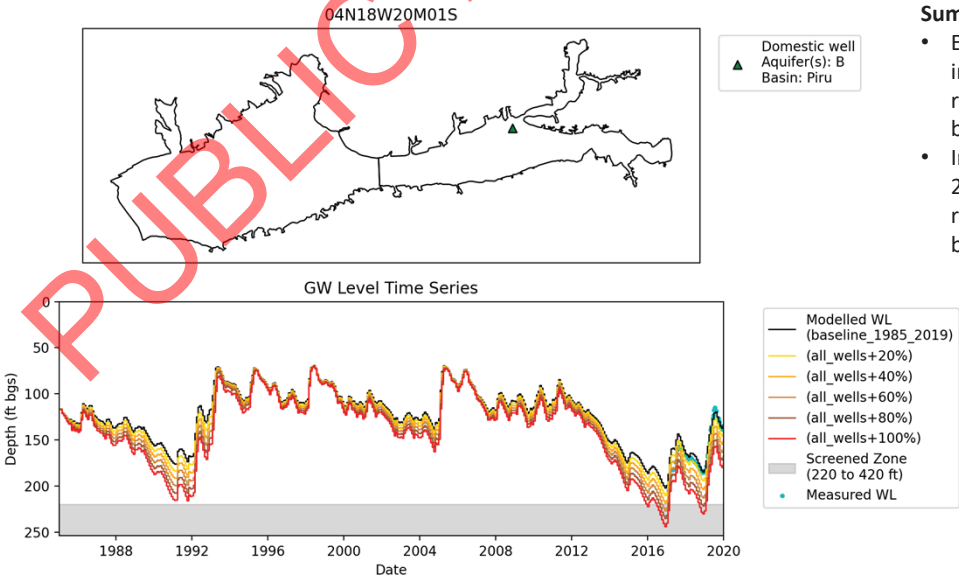 04N18W20M01S
Domestic well
Aquifer(s): B
Basin: Piru
Sum
•
•
PUBLIC
GW Level Time Series
Depth (ft bgs)
0
50
100
150
200
250
1988
1992
1996
2000
2004
2008
2012
2016
2020
Date
Modelled WL
(baseline_1985_2019)
(all_wells+20%)
(all_wells+40%)
(all_wells+60%)
(all_wells+80%)
(all_wells+100%)
Screened Zone
(220 to 420 ft)
Measured WL